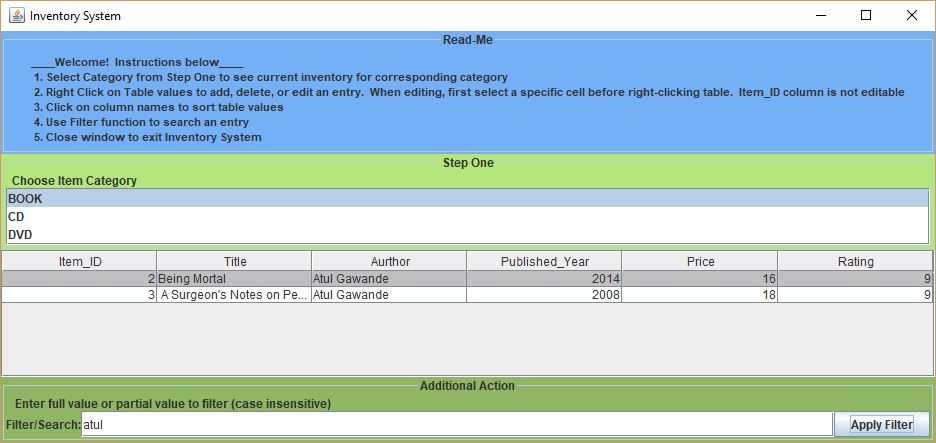 Inventory System
Read-Me
____Welcome!  Instructions below____
1. Select Category from Step One to see current inventory for corresponding category
2. Right Click on Table values to add, delete, or edit an entry.  When editing, first select a specific cell before right-clicking table.  Item_ID column is not editable
3. Click on column names to sort table values
4. Use Filter function to search an entry
5. Close window to exit Inventory System
Step One
Choose Item Category
BOOK
CD
DVD
Item_ID Title Aurthor Published_Year Price Rating
2 Being Mortal Atul Gawande 2014 16 9
3 A Surgeon's Notes on Pe... Atul Gawande 2008 18 9
Additional Action
Enter full value or partial value to filter (case insensitive)
Filter/Search: atul Apply Filter